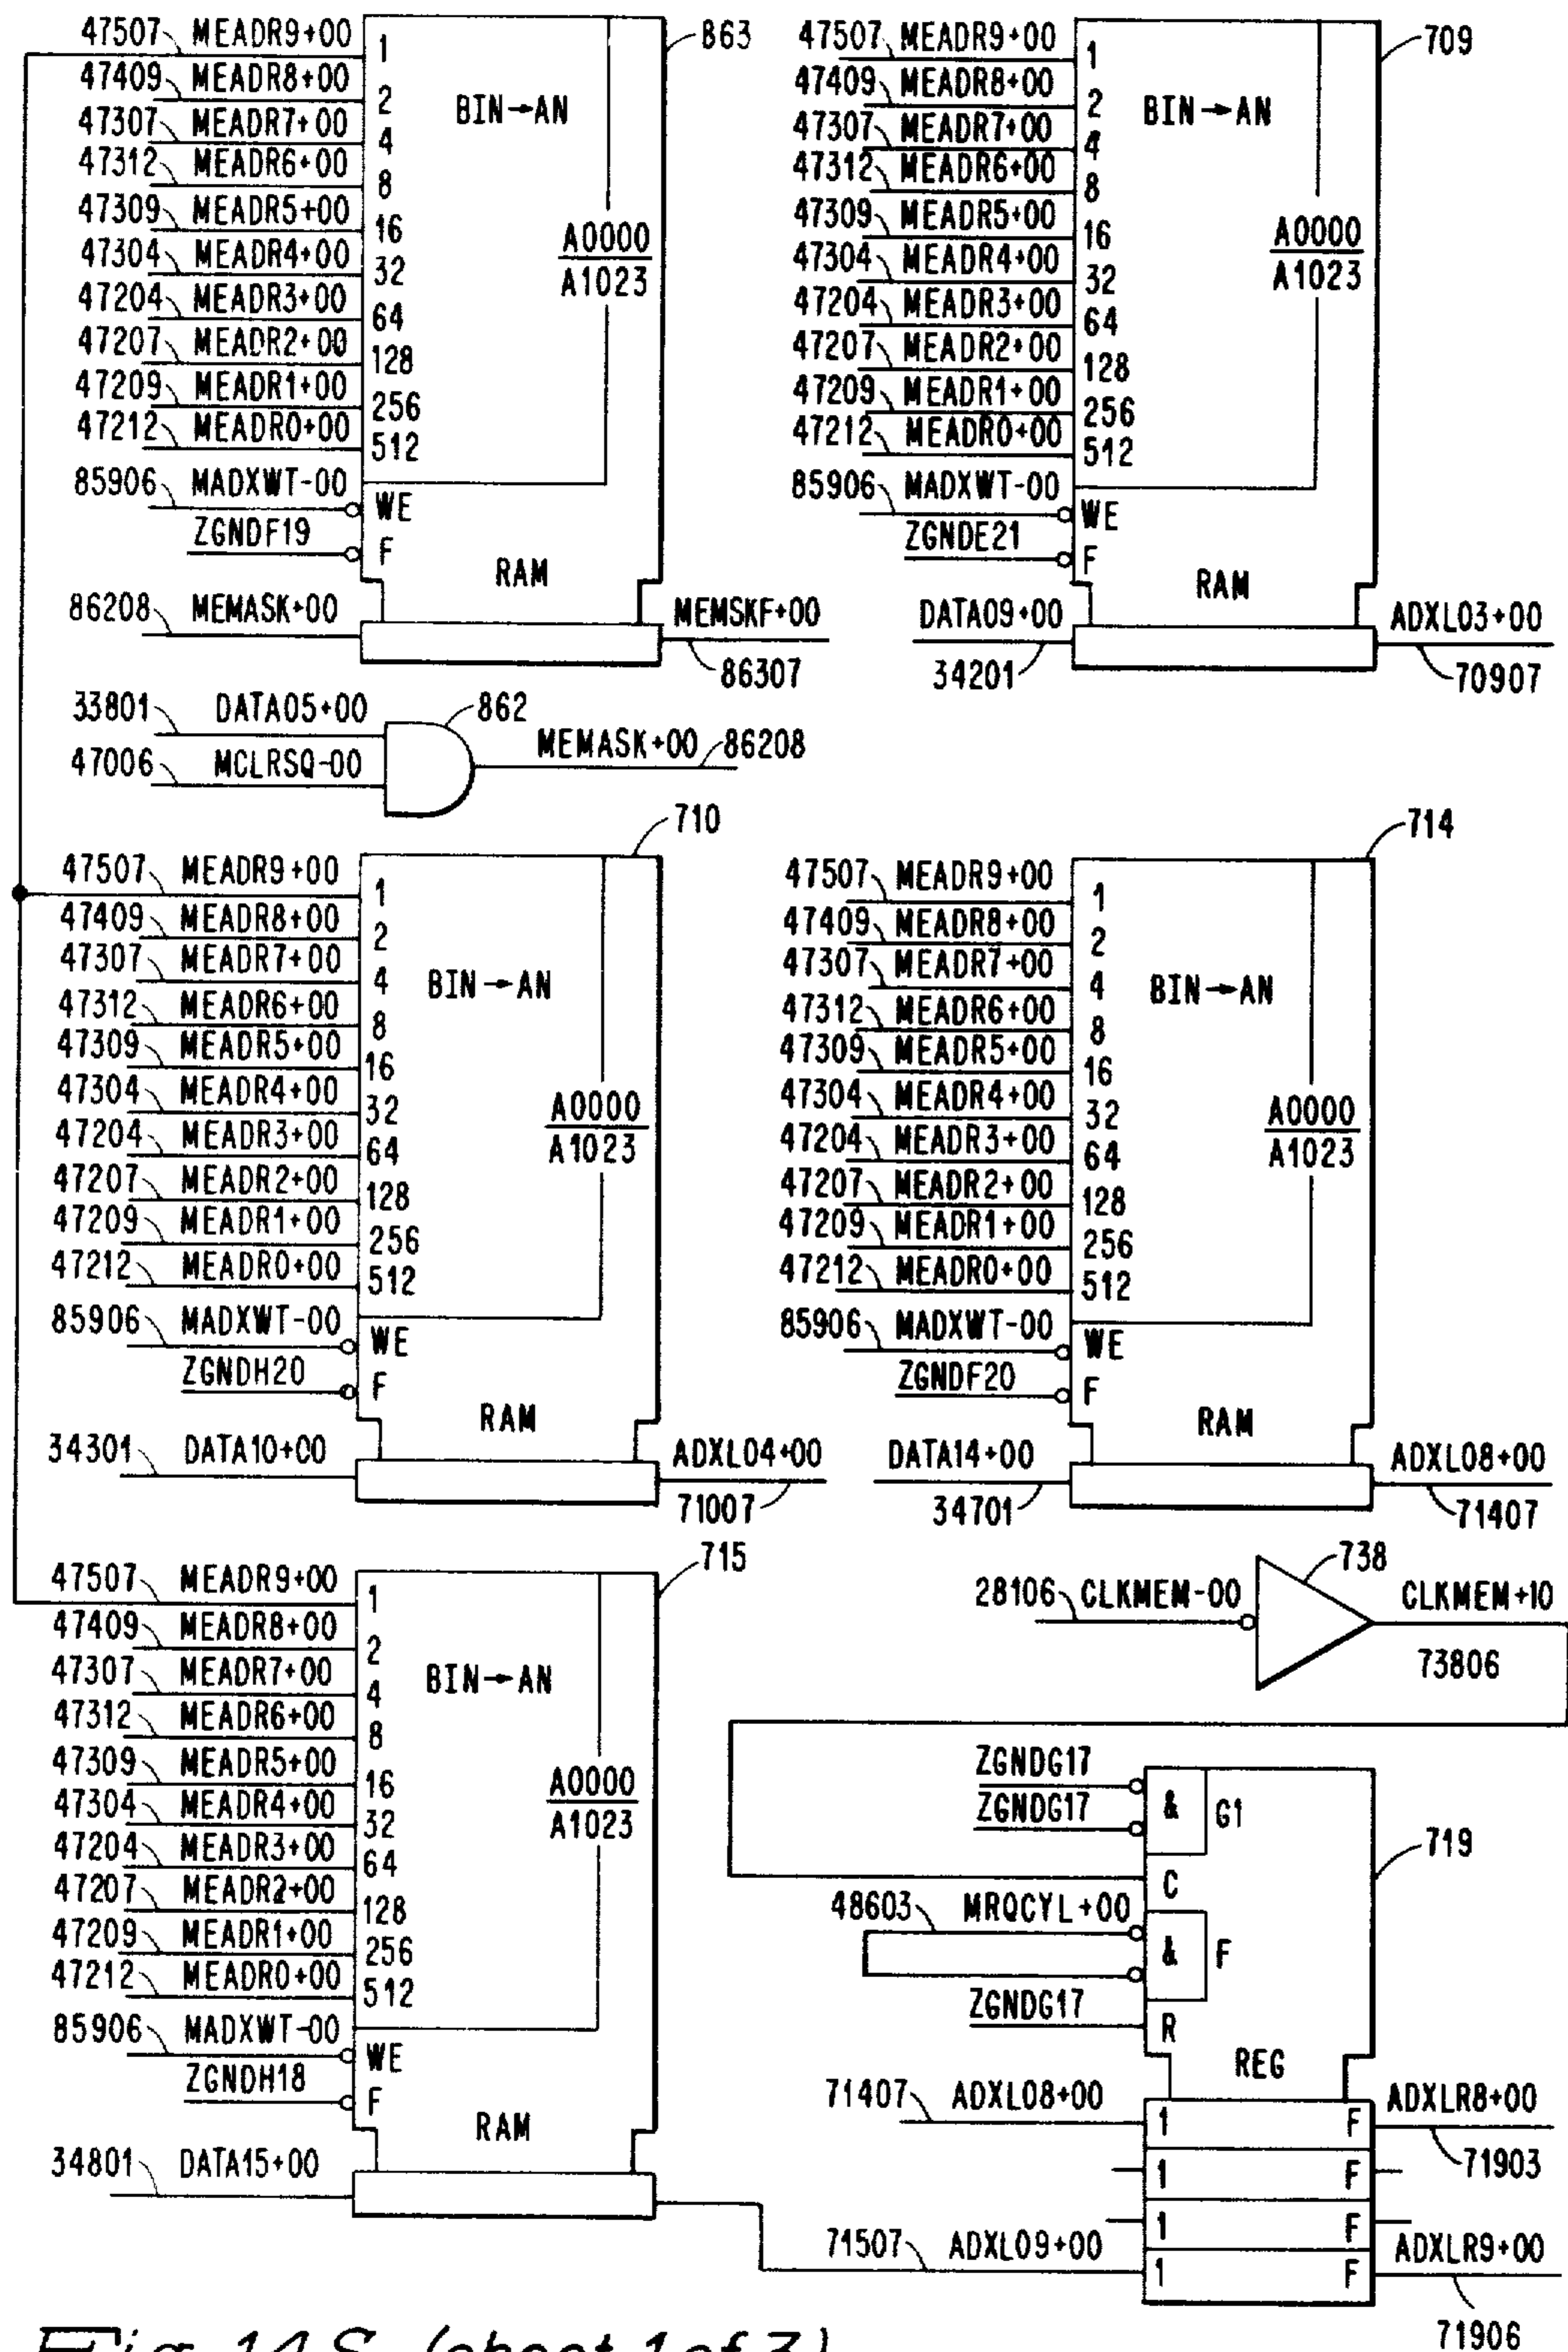 47507 MEADR9+00 1
47409 MEADR8+00 2
47307 MEADR7+00 4
47312 MEADR6+00 8
47309 MEADR5+00 16
47304 MEADR4+00 32
47204 MEADR3+00 64
47207 MEADR2+00 128
47209 MEADR1+00 256
47212 MEADR0+00 512
85906 MADXWT-00 WE
ZGNDF19 F
BIN→AN
A0000
A1023
RAM
863
86208 MEMASK+00
MEMSKF+00
86307
47507 MEADR9+00 1
47409 MEADR8+00 2
47307 MEADR7+00 4
47312 MEADR6+00 8
47309 MEADR5+00 16
47304 MEADR4+00 32
47204 MEADR3+00 64
47207 MEADR2+00 128
47209 MEADR1+00 256
47212 MEADR0+00 512
85906 MADXWT-00 WE
ZGNDE21 F
BIN→AN
A0000
A1023
RAM
709
DATA09+00
34201
ADXL03+00
70907
33801 DATA05+00
47006 MCLRSQ-00
862
MEMASK+00 86208
47507 MEADR9+00 1
47409 MEADR8+00 2
47307 MEADR7+00 4
47312 MEADR6+00 8
47309 MEADR5+00 16
47304 MEADR4+00 32
47204 MEADR3+00 64
47207 MEADR2+00 128
47209 MEADR1+00 256
47212 MEADR0+00 512
85906 MADXWT-00 WE
ZGNDH20 F
BIN→AN
A0000
A1023
RAM
710
34301 DATA10+00
ADXL04+00
71007
47507 MEADR9+00 1
47409 MEADR8+00 2
47307 MEADR7+00 4
47312 MEADR6+00 8
47309 MEADR5+00 16
47304 MEADR4+00 32
47204 MEADR3+00 64
47207 MEADR2+00 128
47209 MEADR1+00 256
47212 MEADR0+00 512
85906 MADXWT-00 WE
ZGNDF20 F
BIN→AN
A0000
A1023
RAM
714
DATA14+00
34701
ADXL08+00
71407
47507 MEADR9+00 1
47409 MEADR8+00 2
47307 MEADR7+00 4
47312 MEADR6+00 8
47309 MEADR5+00 16
47304 MEADR4+00 32
47204 MEADR3+00 64
47207 MEADR2+00 128
47209 MEADR1+00 256
47212 MEADR0+00 512
85906 MADXWT-00 WE
ZGNDH18 F
BIN→AN
A0000
A1023
RAM
715
34801 DATA15+00
28106 CLKMEM-00
738
CLKMEM+10
73806
ZGNDG17
ZGNDG17
& G1
719
C
48603 MRQCYL+00
& F
ZGNDG17 R
REG
71407 ADXL08+00 1 F ADXLR8+00
71903
1 F
1 F
71507 ADXL09+00 1 F ADXLR9+00
71906
Fig. 14S (sheet 1 of 3)